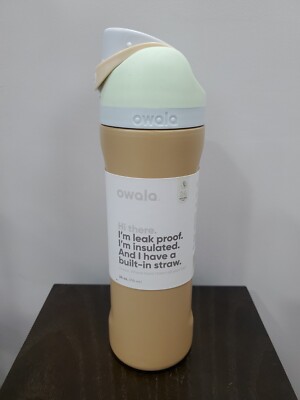 owala
owala
Hi there.
I'm leak proof.
I'm insulated.
And I have a
built-in straw.